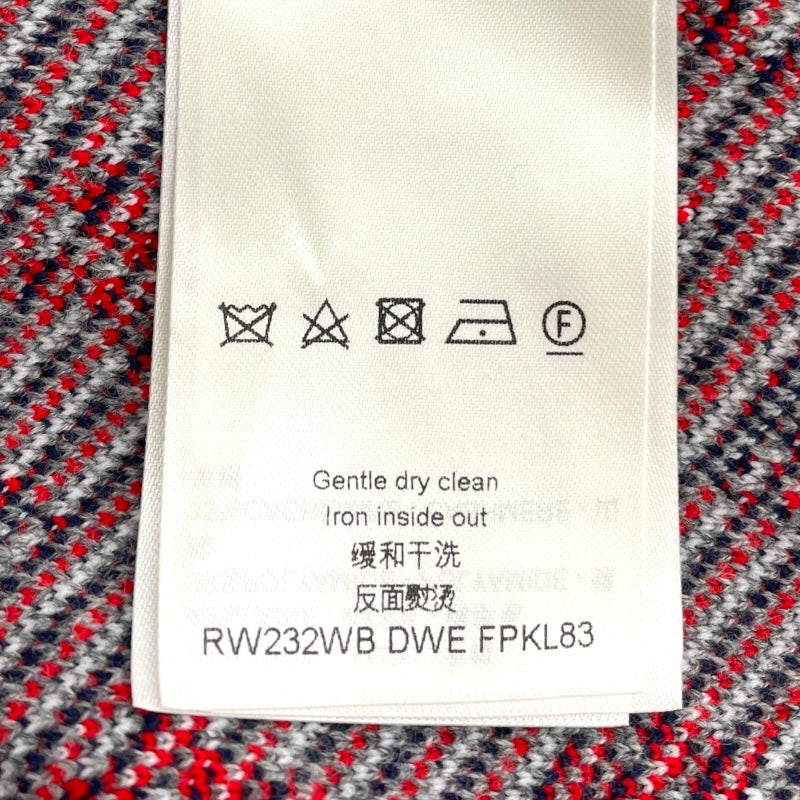 F
Gentle dry clean
Iron inside out
缓和干洗
反面熨烫
RW232WB DWE FPKL83